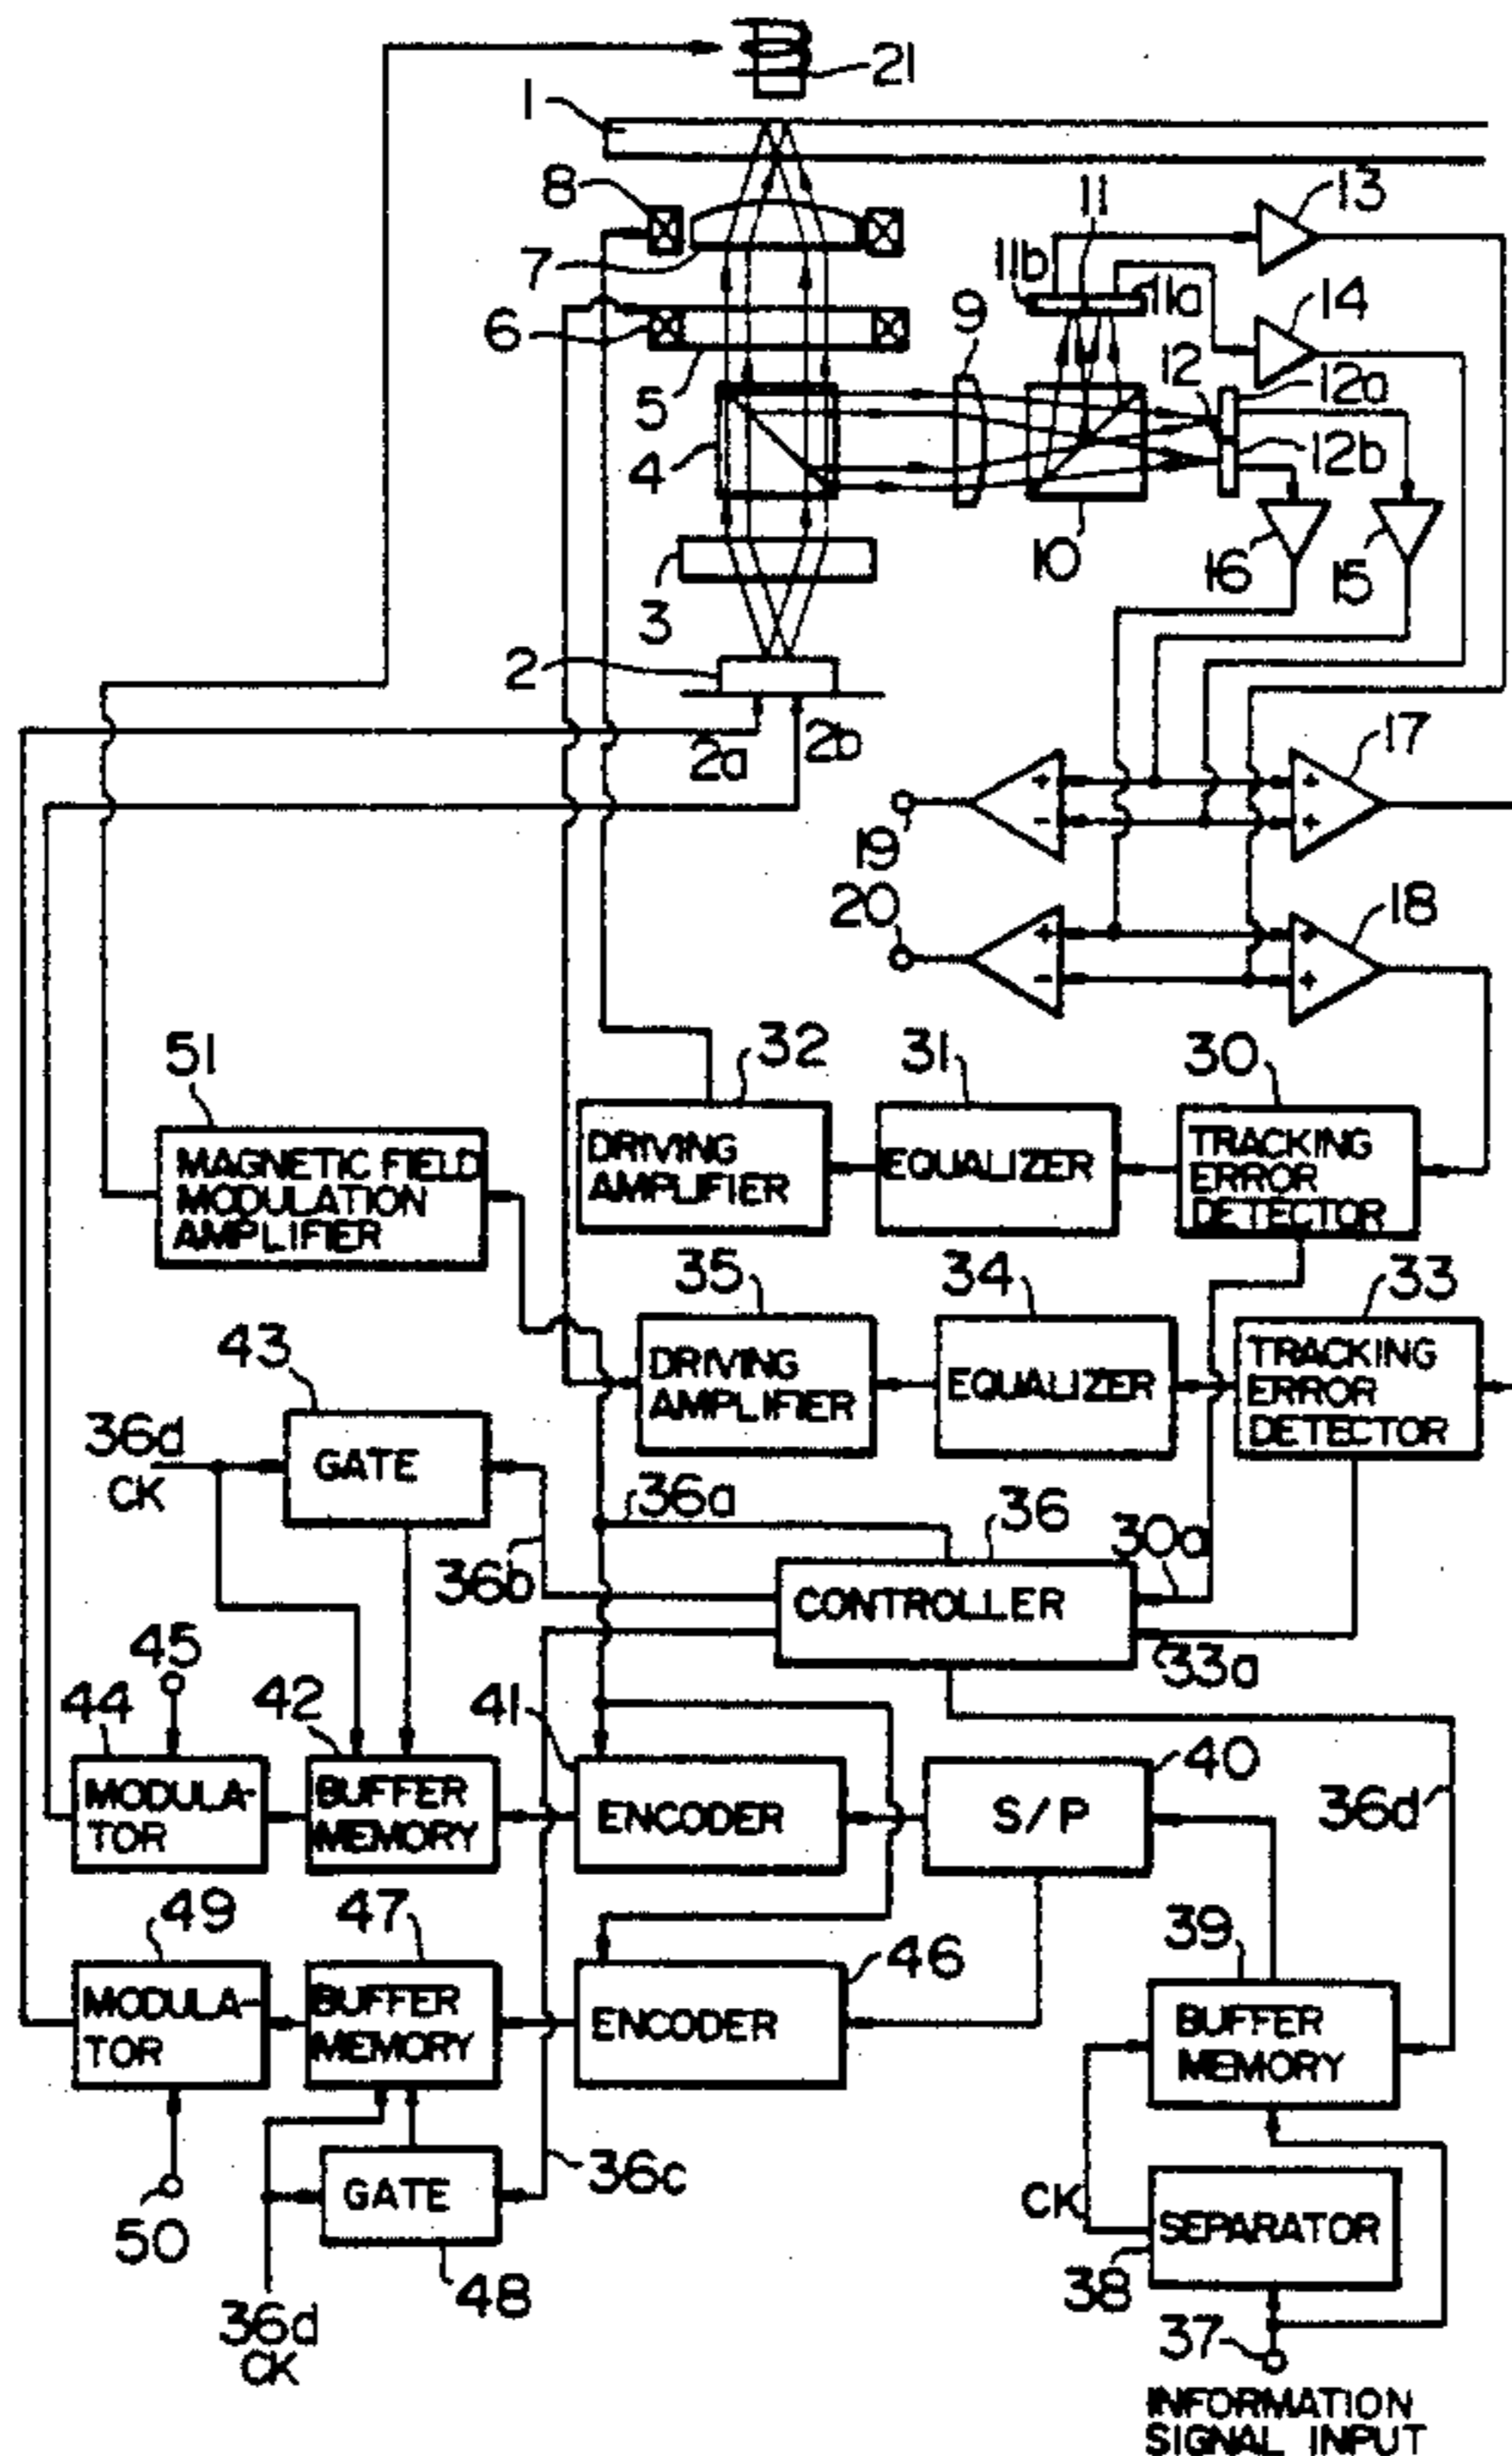 21
1
8
11
13
7
11b
11a
14
6
9
12
12a
5
4
12b
3
10
16
15
2
2a
2b
17
+
+
-
+
19
20
18
+
+
-
+
51
32
31
30
MAGNETIC FIELD
MODULATION
AMPLIFIER
DRIVING
AMPLIFIER
EQUALIZER
TRACKING
ERROR
DETECTOR
35
34
33
43
DRIVING
AMPLIFIER
EQUALIZER
TRACKING
ERROR
DETECTOR
36d
CK
GATE
36a
36
30a
36b
CONTROLLER
33a
45
44
42
41
40
36d
MODULA-
TOR
BUFFER
MEMORY
ENCODER
S/P
49
47
46
39
MODULA-
TOR
BUFFER
MEMORY
ENCODER
BUFFER
MEMORY
50
GATE
36c
CK
SEPARATOR
48
38
36d
CK
37
INFORMATION
SIGNAL INPUT